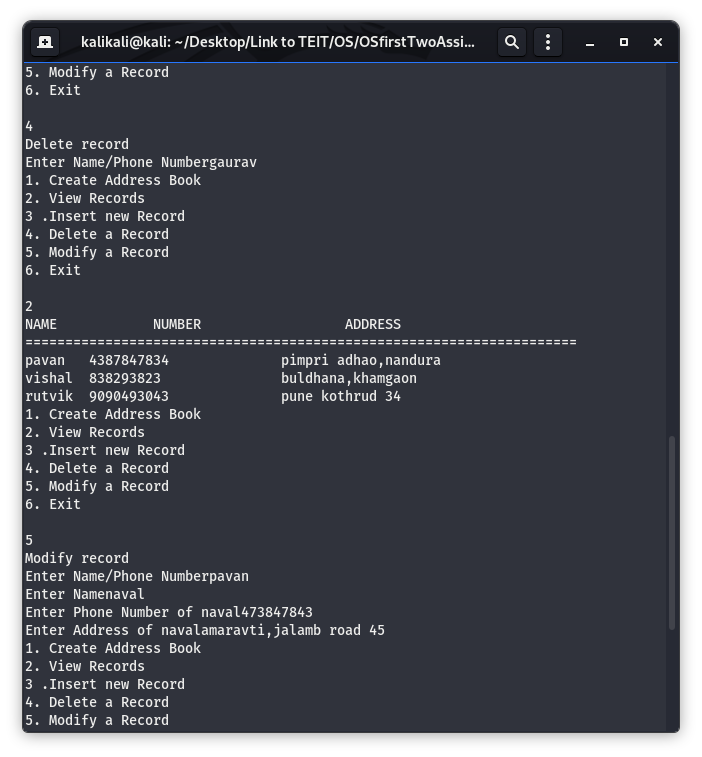 kalikali@kali: ~/Desktop/Link to TEIT/OS/OSfirstTwoAssi...
5. Modify a Record
6. Exit
4
Delete record
Enter Name/Phone Numbergaurav
1. Create Address Book
2. View Records
3 .Insert new Record
4. Delete a Record
5. Modify a Record
6. Exit
2
NAME            NUMBER                  ADDRESS
=====================================================================
pavan   4387847834              pimpri adhao,nandura
vishal  838293823               buldhana,khamgaon
rutvik  9090493043              pune kothrud 34
1. Create Address Book
2. View Records
3 .Insert new Record
4. Delete a Record
5. Modify a Record
6. Exit
5
Modify record
Enter Name/Phone Numberpavan
Enter Namenaval
Enter Phone Number of naval473847843
Enter Address of navalamaravti,jalamb road 45
1. Create Address Book
2. View Records
3 .Insert new Record
4. Delete a Record
5. Modify a Record